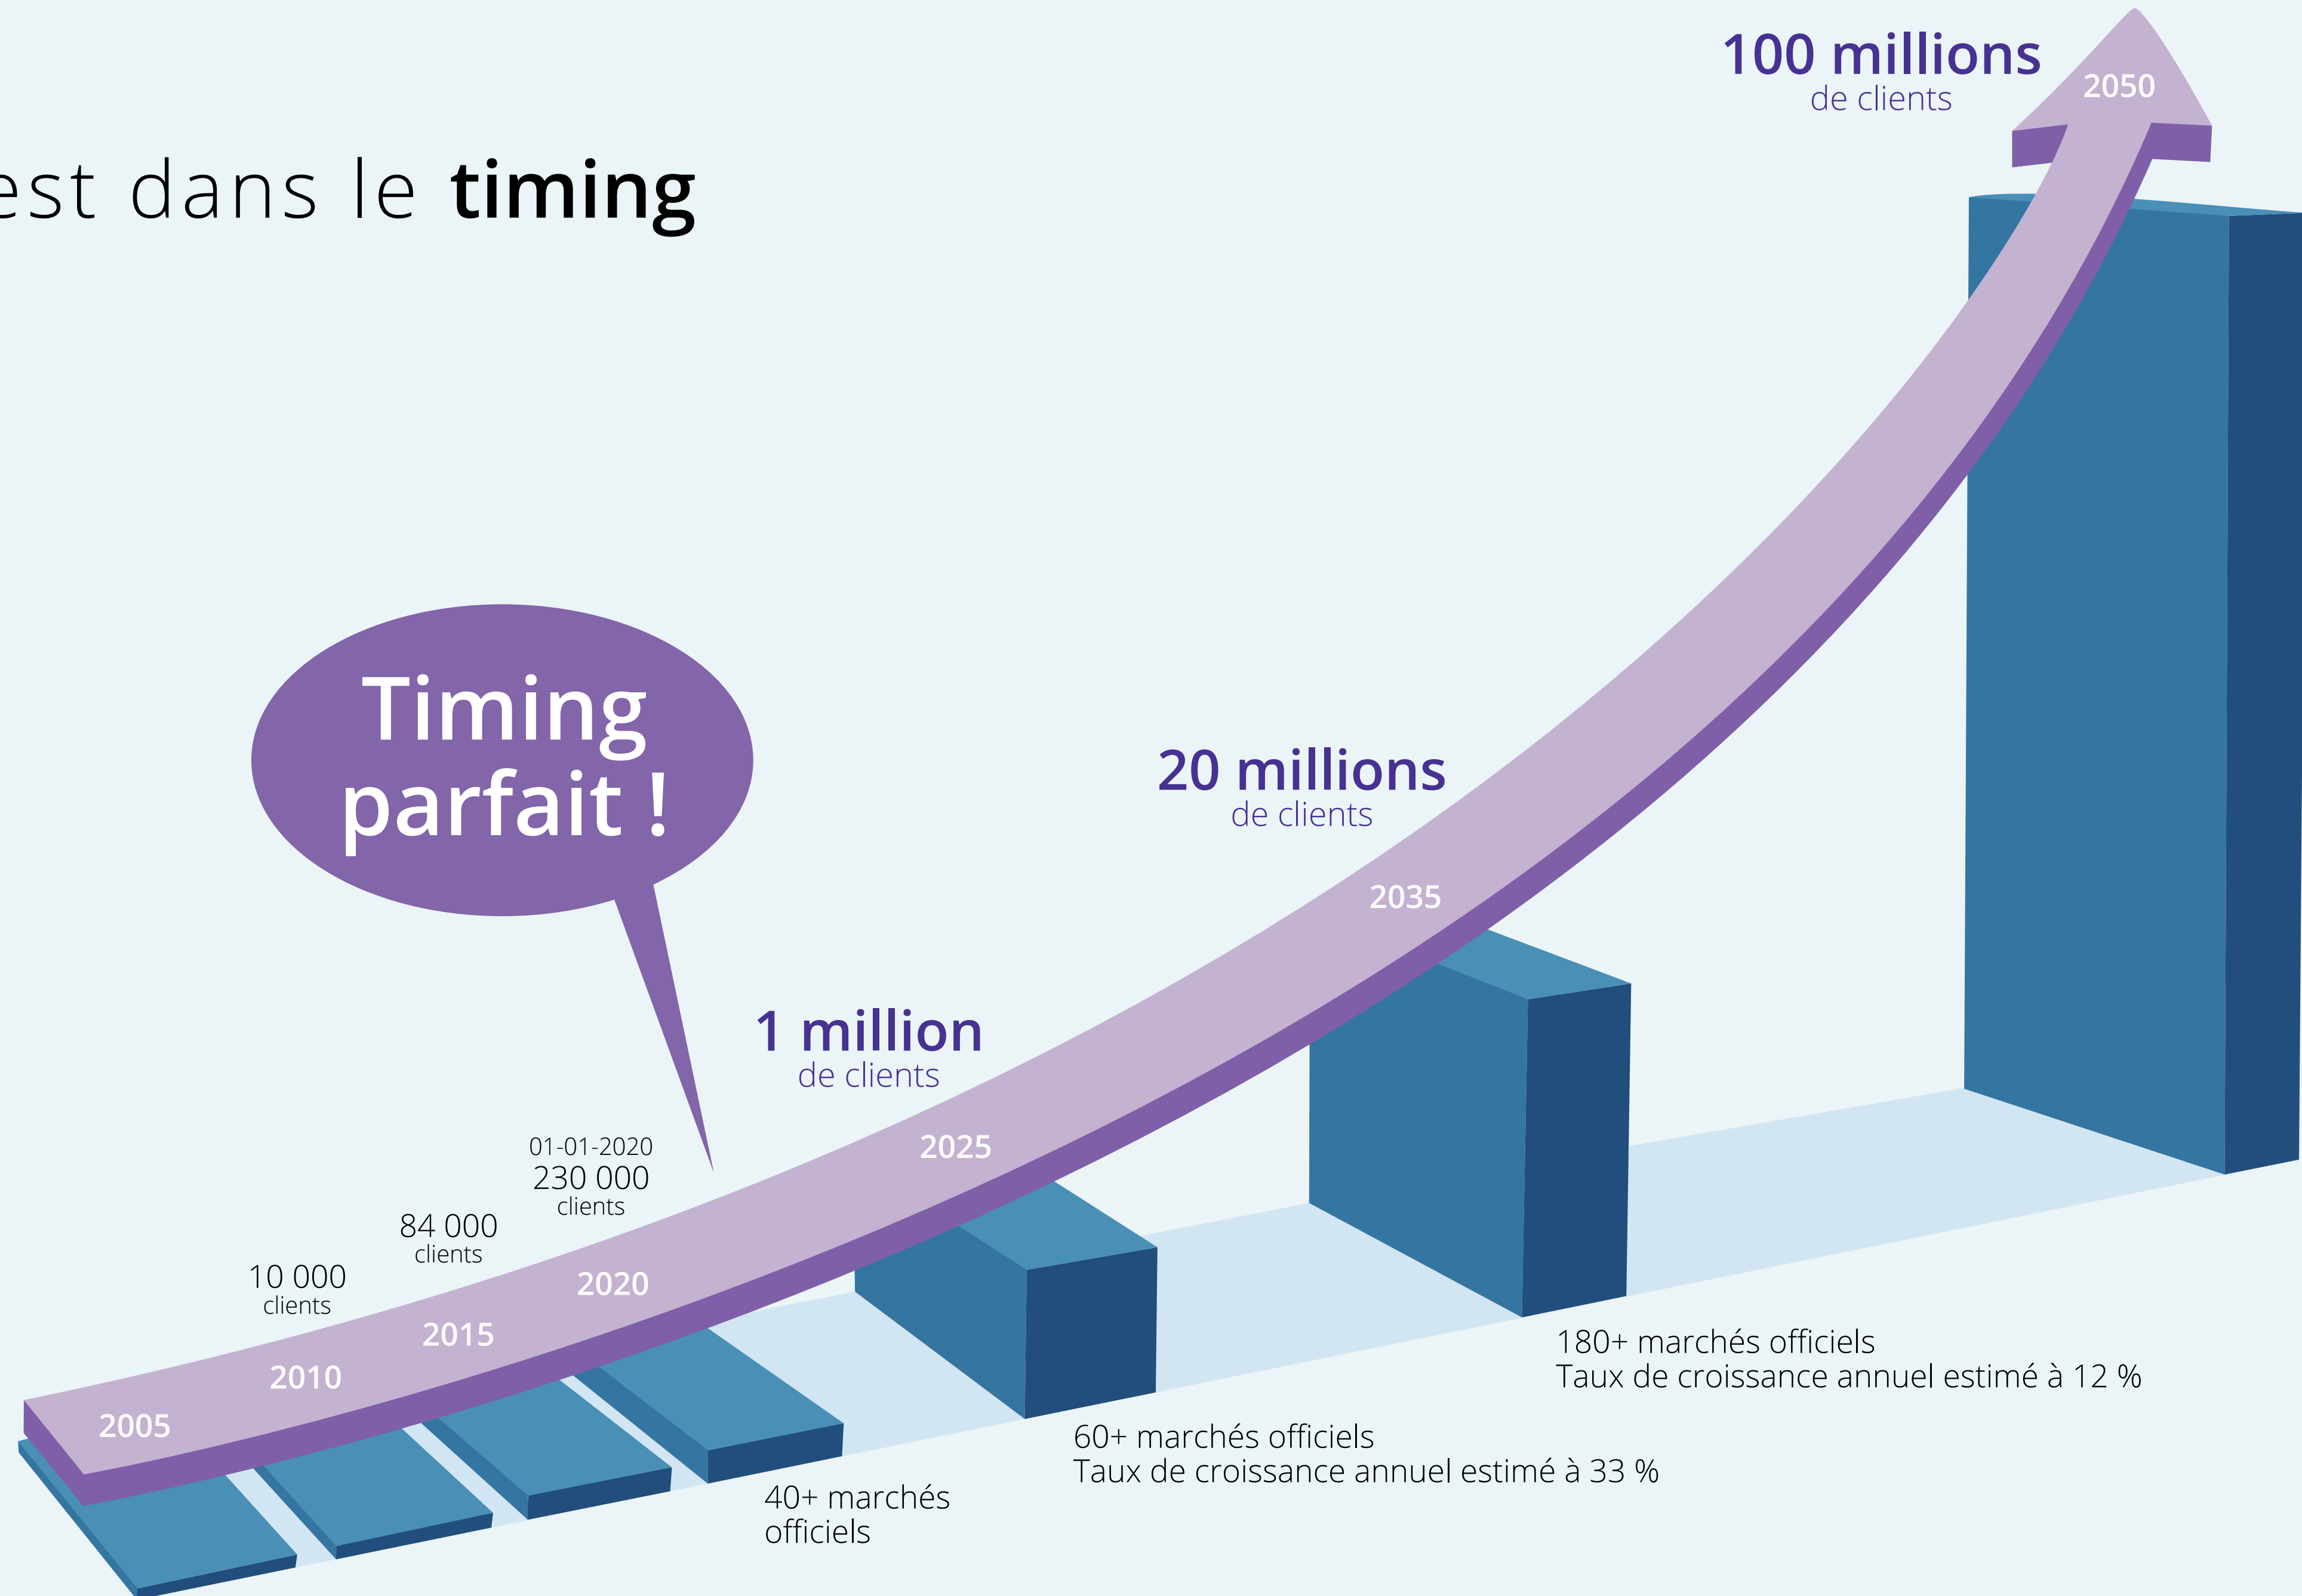 est dans le timing
100 millions
de clients
2050
Timing
parfait !
20 millions
de clients
2035
1 million
de clients
2025
01-01-2020
230 000
clients
2020
84 000
clients
2015
10 000
clients
2010
2005
180+ marchés officiels
Taux de croissance annuel estimé à 12 %
60+ marchés officiels
Taux de croissance annuel estimé à 33 %
40+ marchés
officiels